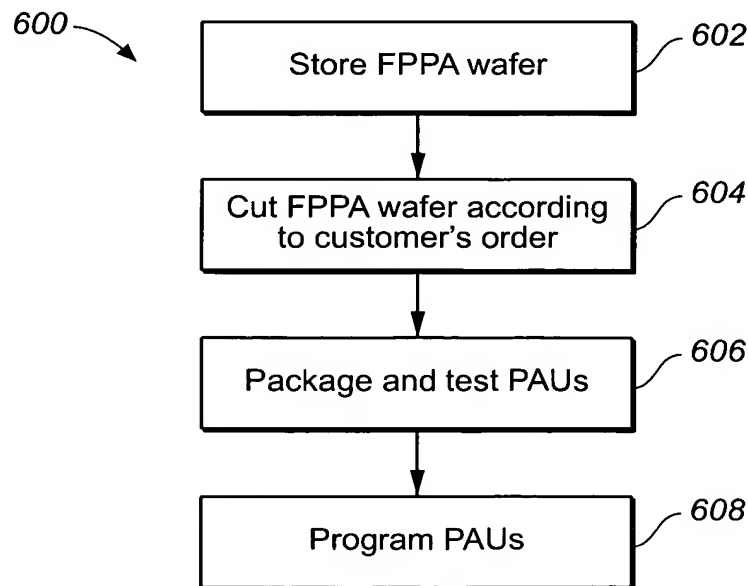 600
Store FPPA wafer
602
Cut FPPA wafer according
to customer's order
604
Package and test PAUs
606
Program PAUs
608